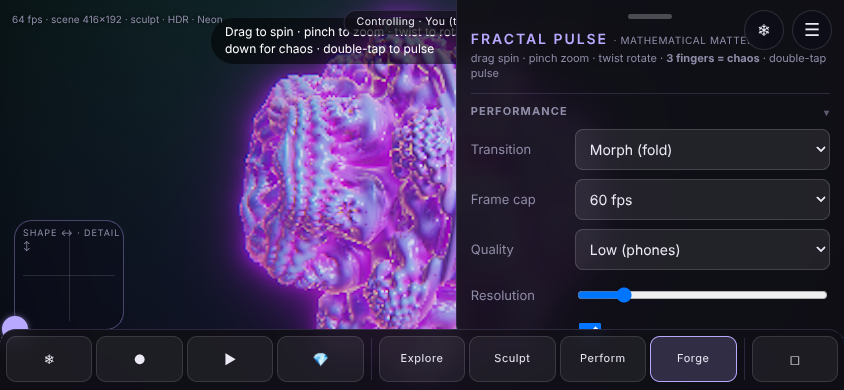 64 fps · scene 416×192 · sculpt · HDR · Neon
Controlling · You (t
Drag to spin · pinch to zoom · twist to rot
down for chaos · double-tap to pulse
FRACTAL PULSE · MATHEMATICAL MATTE
drag spin · pinch zoom · twist rotate · 3 fingers = chaos · double-tap
pulse
PERFORMANCE
Transition Morph (fold)
Frame cap 60 fps
Quality Low (phones)
Resolution
SHAPE ↔ · DETAIL
↕
Explore Sculpt Perform Forge